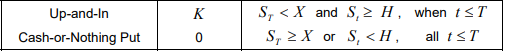 Up-and-In K S_T < X and S_t ≥ H, when t ≤ T
Cash-or-Nothing Put 0 S_T ≥ X or S_t < H, all t ≤ T